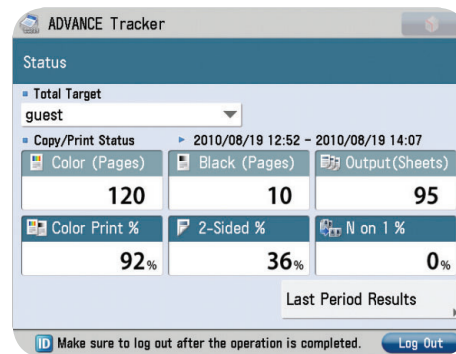 ADVANCE Tracker
Status
Total Target
guest
Copy/Print Status 2010/08/19 12:52 - 2010/08/19 14:07
Color (Pages) Black (Pages) Output(Sheets)
120 10 95
Color Print % 2-Sided % N on 1 %
92% 36% 0%
Last Period Results
ID Make sure to log out after the operation is completed. Log Out